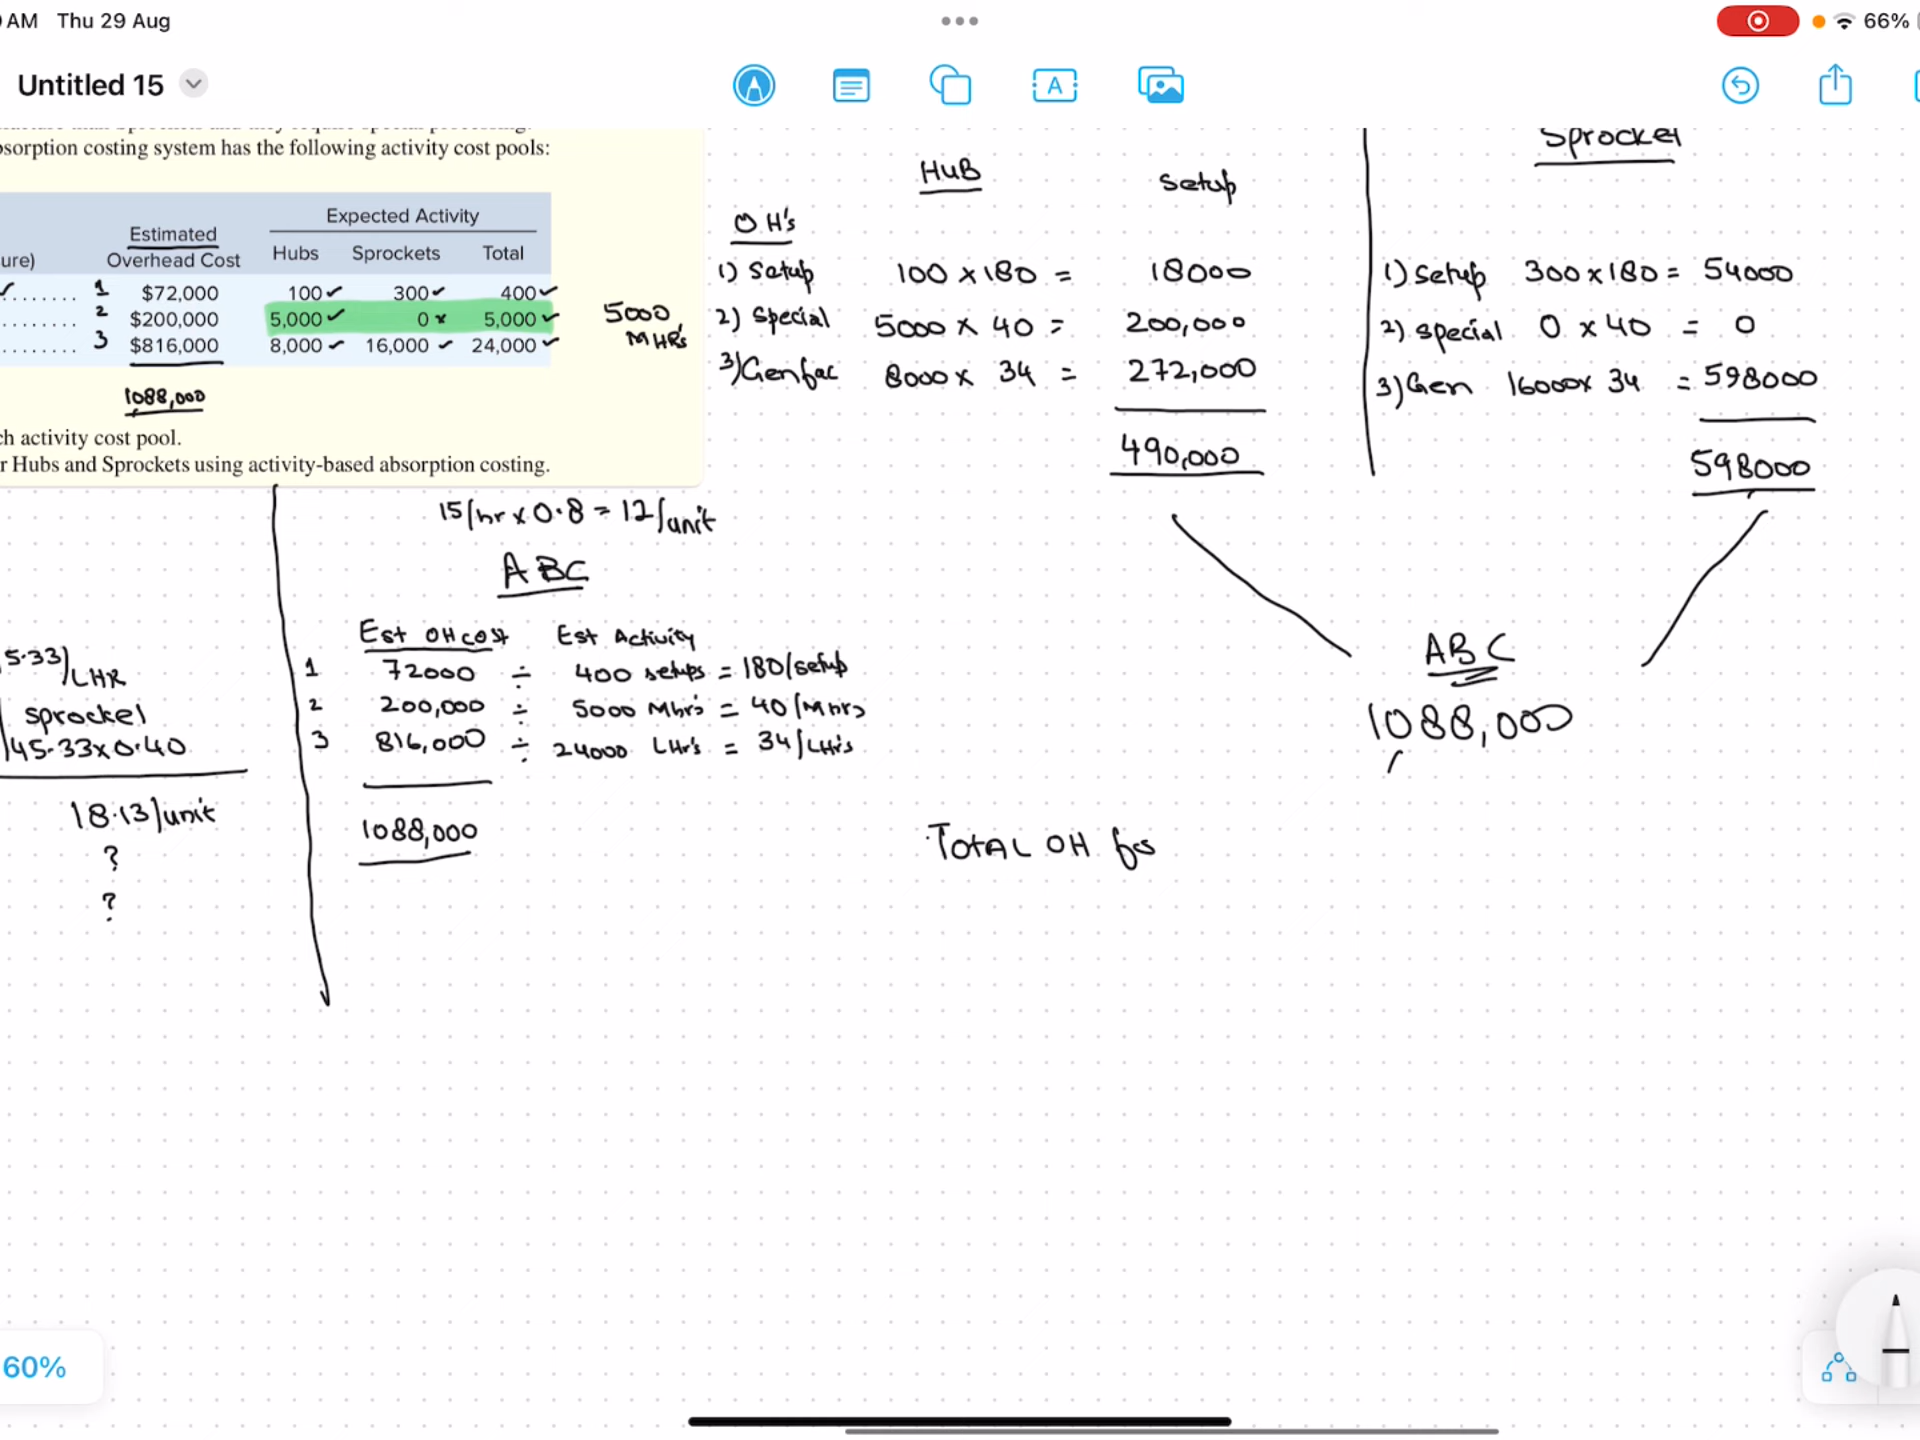 AM Thu 29 Aug
66%
Untitled 15
sorption costing system has the following activity cost pools:
Expected Activity
Estimated
ure) Overhead Cost Hubs Sprockets Total
........ 1 $72,000 100 300 400
........ 2 $200,000 5,000 0 5,000
........ 3 $816,000 8,000 16,000 24,000
1088,000
5000
MHR's
ch activity cost pool.
r Hubs and Sprockets using activity-based absorption costing.
HUB
Setup
OH's
1) Setup 100 x 180 = 18000
2) Special 5000 x 40 = 200,000
3) Gen fac 8000 x 34 = 272,000
490,000
Sprocket
1) setup 300 x 180 = 54000
2) special 0 x 40 = 0
3) Gen 16000 x 34 = 598000
598000
15/hr x 0.8 = 12/unit
ABC
Est OH cost Est Activity
1 72000 ÷ 400 setups = 180/setup
2 200,000 ÷ 5000 Mhr's = 40/Mhrs
3 816,000 ÷ 24000 LHr's = 34/LHr's
1088,000
5.33/LHR
sprocket
45.33 x 0.40
18.13/unit
?
?
ABC
1088,000
TOTAL OH
60%